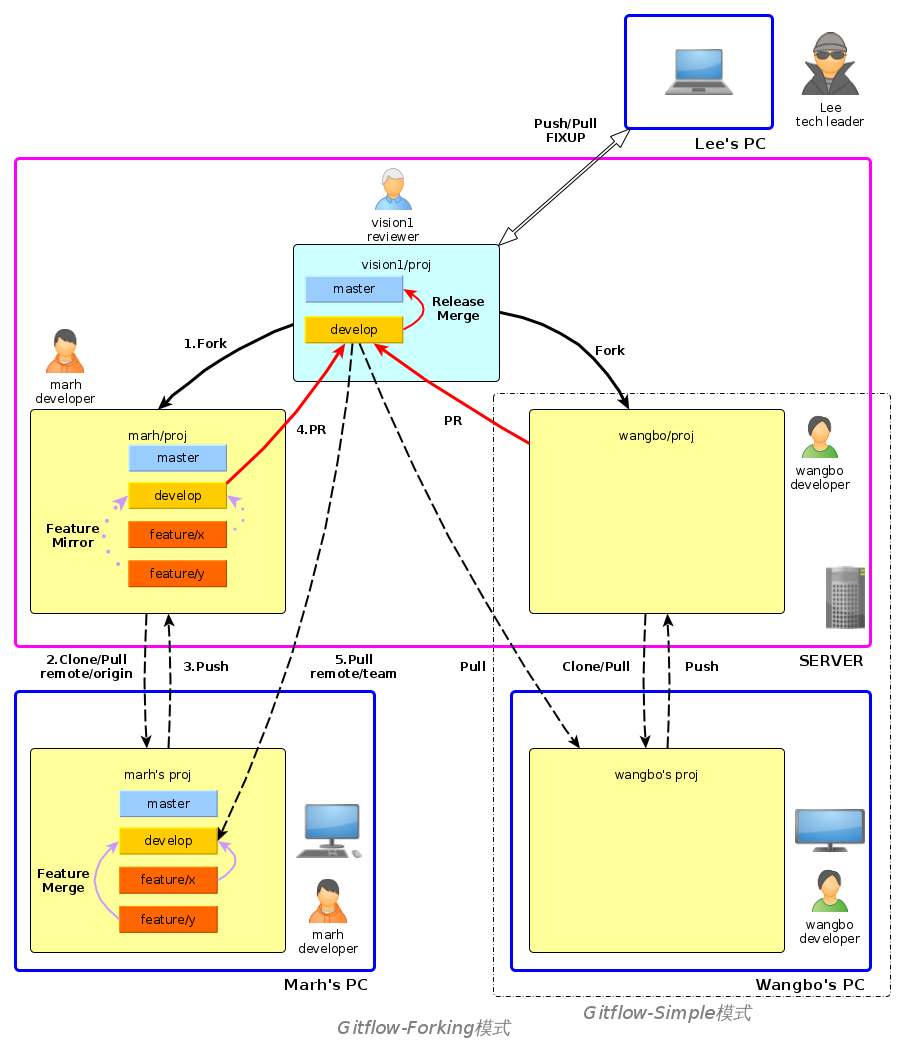 Lee
tech leader
Push/Pull
FIXUP
Lee's PC
vision1
reviewer
vision1/proj
master
develop
Release
Merge
1.Fork
Fork
marh
developer
4.PR
PR
marh/proj
master
develop
feature/x
feature/y
Feature
Mirror
wangbo/proj
wangbo
developer
SERVER
2.Clone/Pull
remote/origin
3.Push
5.Pull
remote/team
Pull
Clone/Pull
Push
marh's proj
master
develop
feature/x
feature/y
Feature
Merge
marh
developer
Marh's PC
wangbo's proj
wangbo
developer
Wangbo's PC
Gitflow-Simple模式
Gitflow-Forking模式